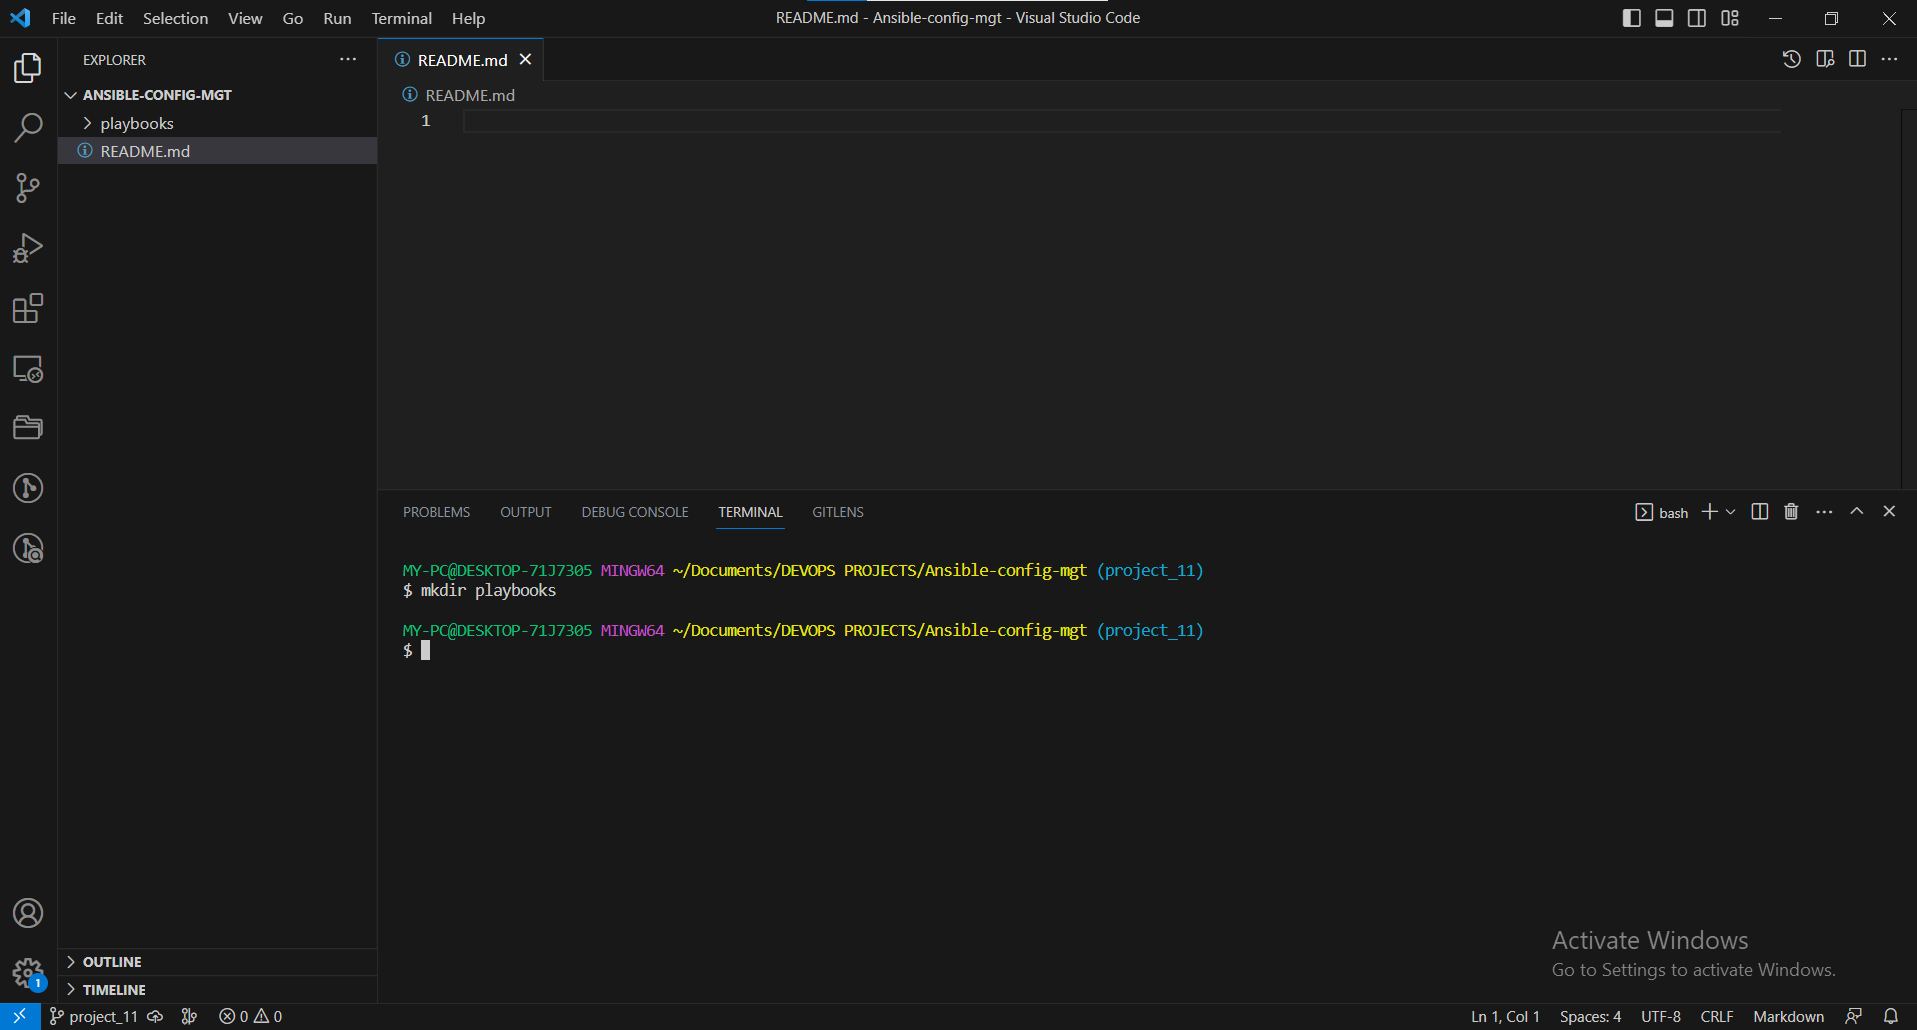 File Edit Selection View Go Run Terminal Help
README.md - Ansible-config-mgt - Visual Studio Code
EXPLORER
ANSIBLE-CONFIG-MGT
playbooks
README.md
OUTLINE
TIMELINE
README.md
README.md
1
PROBLEMS OUTPUT DEBUG CONSOLE TERMINAL GITLENS
bash
MY-PC@DESKTOP-71J7305 MINGW64 ~/Documents/DEVOPS PROJECTS/Ansible-config-mgt (project_11)
$ mkdir playbooks
MY-PC@DESKTOP-71J7305 MINGW64 ~/Documents/DEVOPS PROJECTS/Ansible-config-mgt (project_11)
$
Activate Windows
Go to Settings to activate Windows.
1
project_11 0 0 Ln 1, Col 1 Spaces: 4 UTF-8 CRLF Markdown